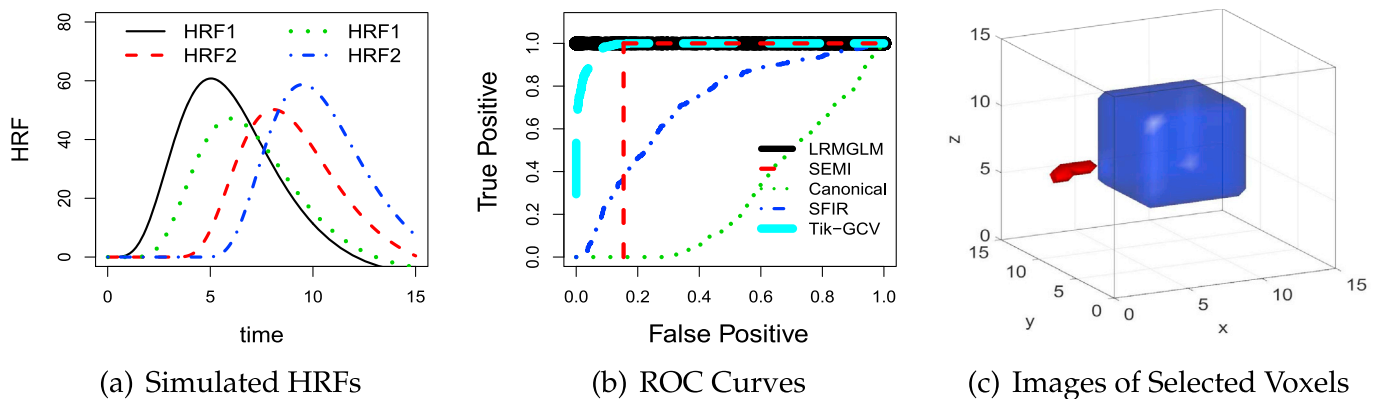 HRF1 HRF1
HRF2 HRF2
80
60
40
20
0
HRF
0 5 10 15
time
(a) Simulated HRFs
1.0
0.8
0.6
0.4
0.2
0.0
True Positive
LRMGLM
SEMI
Canonical
SFIR
Tik-GCV
0.0 0.2 0.4 0.6 0.8 1.0
False Positive
(b) ROC Curves
15
10
5
0
z
15
10
5
0
y
0
5
10
15
x
(c) Images of Selected Voxels